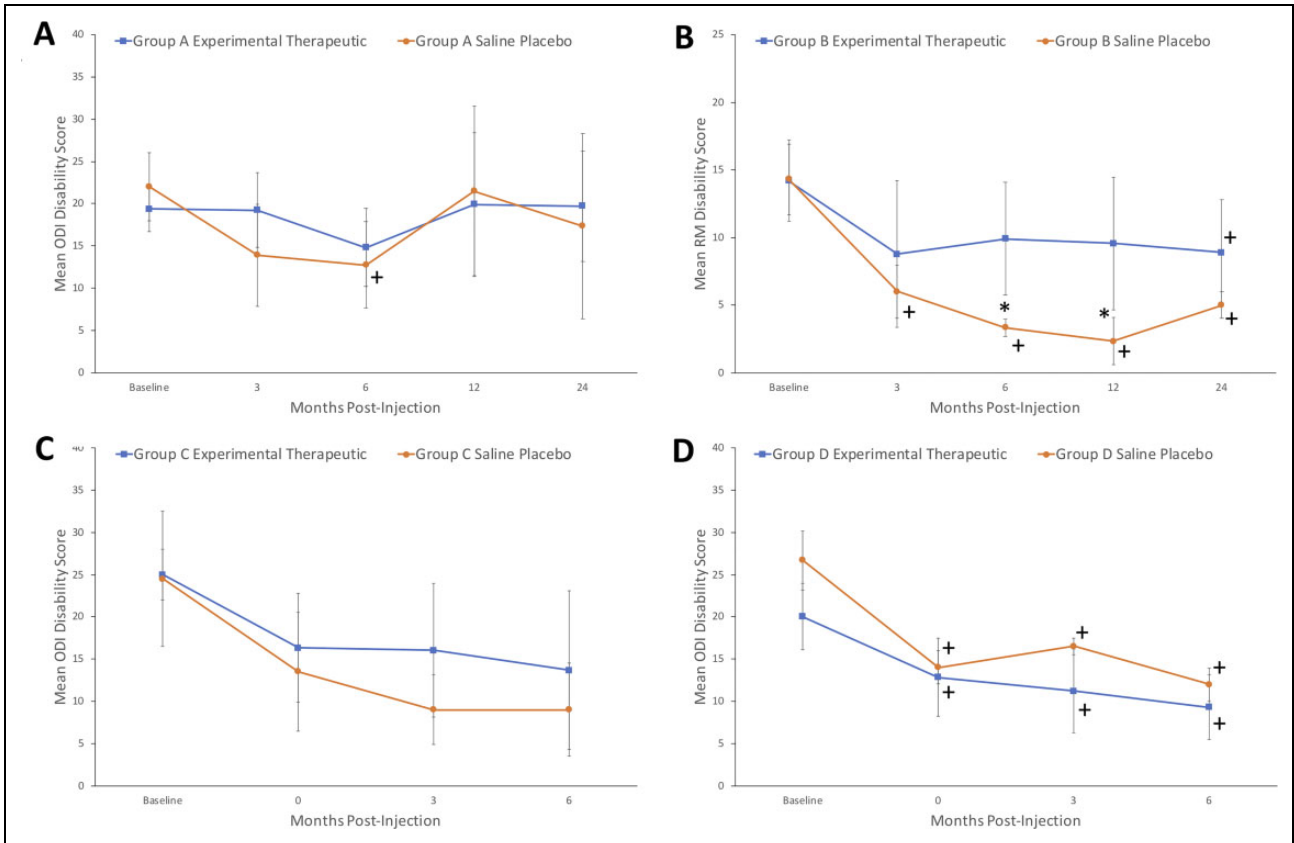 A
Group A Experimental Therapeutic
Group A Saline Placebo
40
35
30
25
20
15
10
5
0
Mean ODI Disability Score
+
Baseline 3 6 12 24
Months Post-Injection
B
Group B Experimental Therapeutic
Group B Saline Placebo
25
20
15
10
5
0
Mean RM Disability Score
+
* *
+ + + +
Baseline 3 6 12 24
Months Post-Injection
C
Group C Experimental Therapeutic
Group C Saline Placebo
40
35
30
25
20
15
10
5
0
Mean ODI Disability Score
Baseline 0 3 6
Months Post-Injection
D
Group D Experimental Therapeutic
Group D Saline Placebo
40
35
30
25
20
15
10
5
0
Mean ODI Disability Score
+ + +
+ + +
Baseline 0 3 6
Months Post-Injection